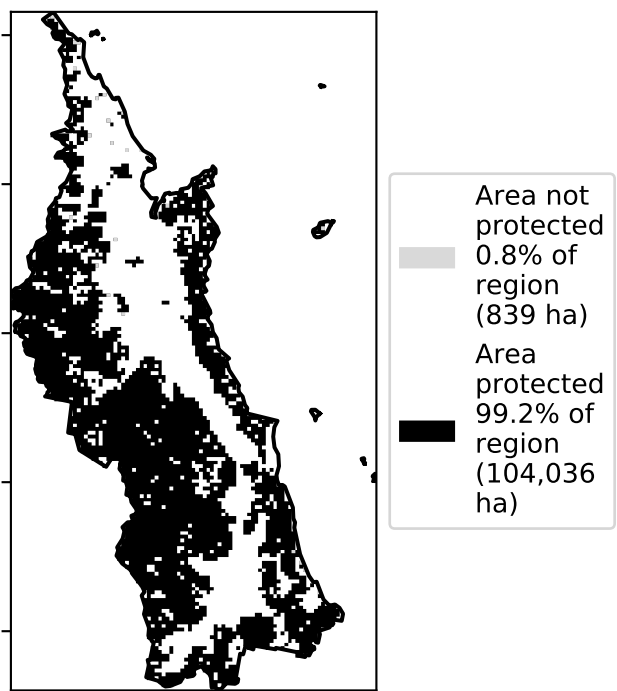 Area not
protected
0.8% of
region
(839 ha)
Area
protected
99.2% of
region
(104,036
ha)